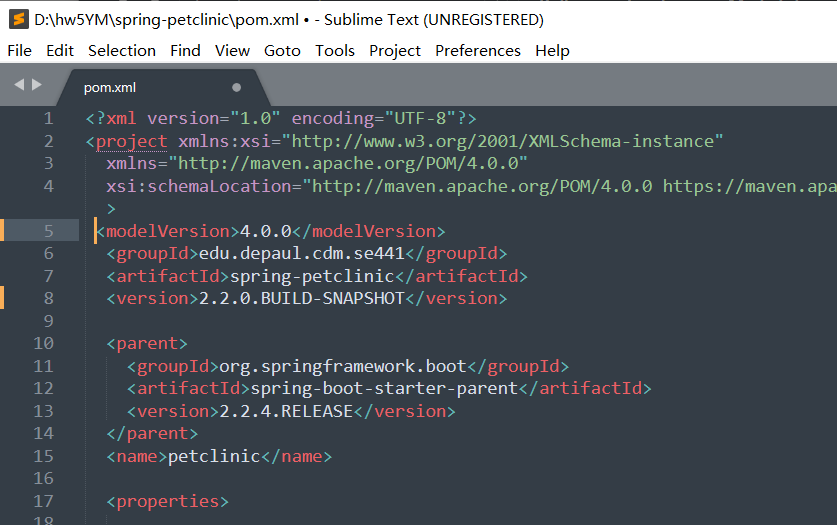 D:\hw5YM\spring-petclinic\pom.xml • - Sublime Text (UNREGISTERED)
File Edit Selection Find View Goto Tools Project Preferences Help
pom.xml
1 <?xml version="1.0" encoding="UTF-8"?>
2 <project xmlns:xsi="http://www.w3.org/2001/XMLSchema-instance"
3 xmlns="http://maven.apache.org/POM/4.0.0"
4 xsi:schemaLocation="http://maven.apache.org/POM/4.0.0 https://maven.apa
>
5 <modelVersion>4.0.0</modelVersion>
6 <groupId>edu.depaul.cdm.se441</groupId>
7 <artifactId>spring-petclinic</artifactId>
8 <version>2.2.0.BUILD-SNAPSHOT</version>
9
10 <parent>
11 <groupId>org.springframework.boot</groupId>
12 <artifactId>spring-boot-starter-parent</artifactId>
13 <version>2.2.4.RELEASE</version>
14 </parent>
15 <name>petclinic</name>
16
17 <properties>
18